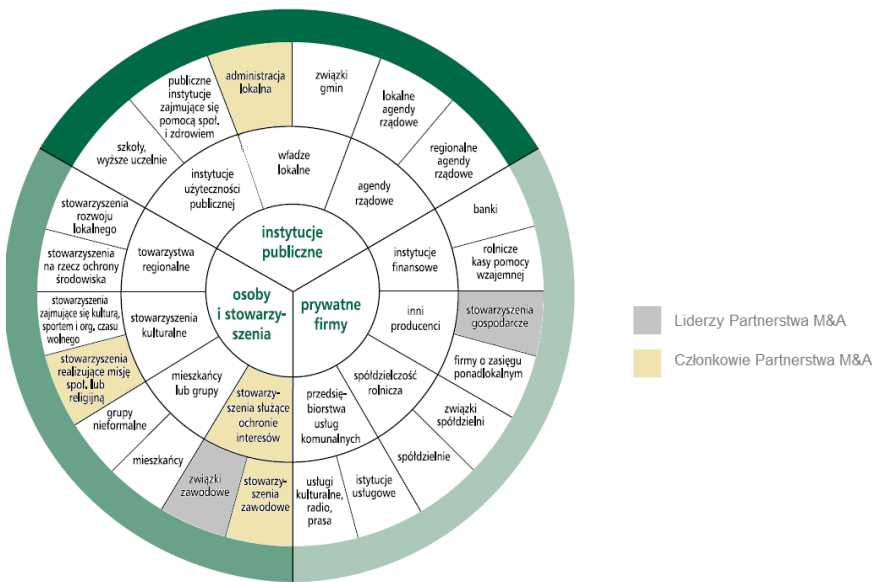 publiczne
instytucje
zajmujące się
pomocą społ.
i zdrowiem
administracja
lokalna
związki
gmin
lokalne
agendy
rządowe
regionalne
agendy
rządowe
szkoły,
wyższe uczelnie
instytucje
użyteczności
publicznej
władze
lokalne
agendy
rządowe
banki
rolnicze
kasy pomocy
wzajemnej
stowarzyszenia
gospodarcze
firmy o zasięgu
ponadlokalnym
związki
spółdzielni
spółdzielnie
istytucje
usługowe
usługi
kulturalne,
radio,
prasa
instytucje
finansowe
inni
producenci
spółdzielczość
rolnicza
przedsię-
biorstwa
usług
komunalnych
stowarzyszenia
rozwoju
lokalnego
stowarzyszenia
na rzecz ochrony
środowiska
stowarzyszenia
zajmujące się kulturą,
sportem i org. czasu
wolnego
stowarzyszenia
realizujące misję
społ. lub
religijną
grupy
nieformalne
mieszkańcy
związki
zawodowe
stowarzy-
szenia
zawodowe
towarzystwa
regionalne
stowarzyszenia
kulturalne
mieszkańcy
lub grupy
stowarzy-
szenia służące
ochronie
interesów
instytucje
publiczne
osoby
i stowarzy-
szenia
prywatne
firmy
Liderzy Partnerstwa M&A
Członkowie Partnerstwa M&A